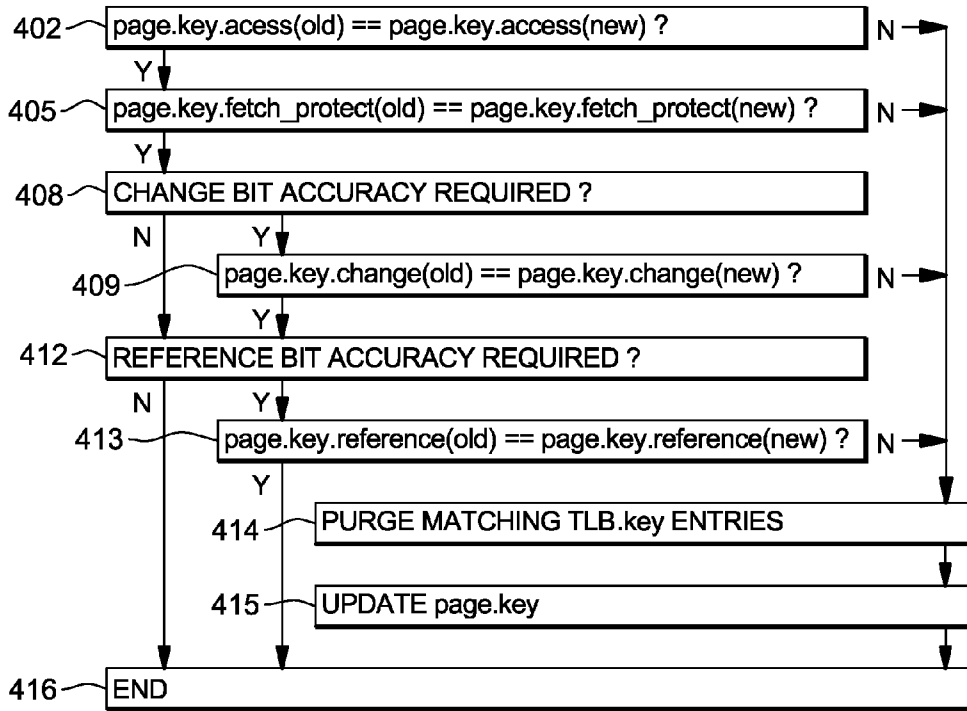 402 page.key.acess(old) == page.key.access(new) ? N
Y
405 page.key.fetch_protect(old) == page.key.fetch_protect(new) ? N
Y
408 CHANGE BIT ACCURACY REQUIRED ?
N Y
409 page.key.change(old) == page.key.change(new) ? N
Y
412 REFERENCE BIT ACCURACY REQUIRED ?
N Y
413 page.key.reference(old) == page.key.reference(new) ? N
Y
414 PURGE MATCHING TLB.key ENTRIES
415 UPDATE page.key
416 END